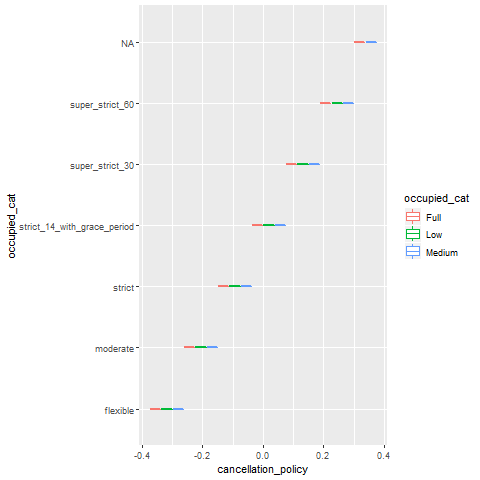 NA
super_strict_60
super_strict_30
strict_14_with_grace_period
strict
moderate
flexible
occupied_cat
-0.4 -0.2 0.0 0.2 0.4
cancellation_policy
occupied_cat
Full
Low
Medium